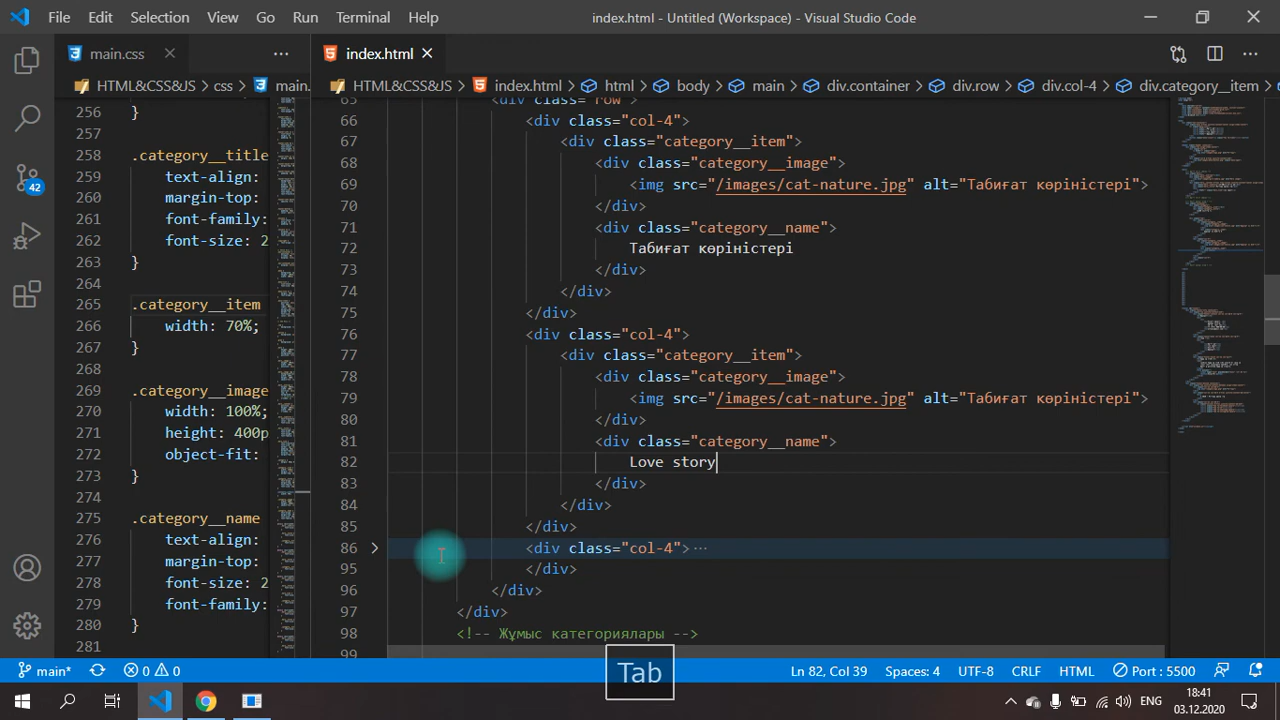 File Edit Selection View Go Run Terminal Help
index.html - Untitled (Workspace) - Visual Studio Code
main.css
index.html
HTML&CSS&JS > css > main.
HTML&CSS&JS > index.html > html > body > main > div.container > div.row > div.col-4 > div.category__item
256 }
257
258 .category__title
259 text-align:
260 margin-top:
261 font-family:
262 font-size: 2
263 }
264
265 .category__item
266 width: 70%;
267 }
268
269 .category__image
270 width: 100%;
271 height: 400p
272 object-fit:
273 }
274
275 .category__name
276 text-align:
277 margin-top:
278 font-size: 2
279 font-family:
280 }
281
65 <div class="row">
66 <div class="col-4">
67 <div class="category__item">
68 <div class="category__image">
69 <img src="/images/cat-nature.jpg" alt="Табиғат көріністері">
70 </div>
71 <div class="category__name">
72 Табиғат көріністері
73 </div>
74 </div>
75 </div>
76 <div class="col-4">
77 <div class="category__item">
78 <div class="category__image">
79 <img src="/images/cat-nature.jpg" alt="Табиғат көріністері">
80 </div>
81 <div class="category__name">
82 Love story
83 </div>
84 </div>
85 </div>
86 <div class="col-4"> ...
95 </div>
96 </div>
97 </div>
98 <!-- Жұмыс категориялары -->
99
Tab
42
main* 0 0 Ln 82, Col 39 Spaces: 4 UTF-8 CRLF HTML Port : 5500
ENG 18:41
03.12.2020